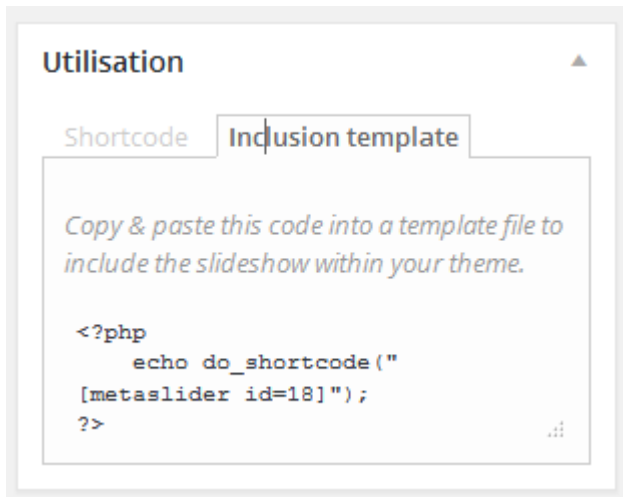 Utilisation
Shortcode Inclusion template
Copy & paste this code into a template file to
include the slideshow within your theme.
<?php
    echo do_shortcode("
[metaslider id=18]");
?>